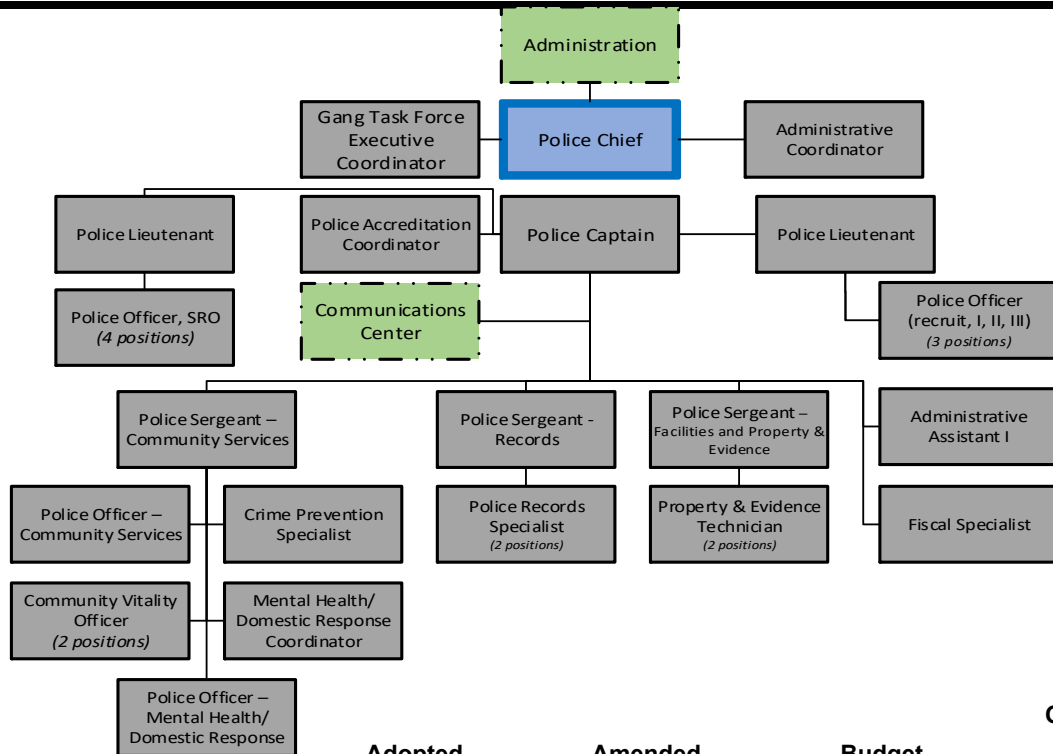 Administration
Gang Task Force
Executive
Coordinator
Police Chief
Administrative
Coordinator
Police Lieutenant
Police Accreditation
Coordinator
Police Captain
Police Lieutenant
Police Officer, SRO
(4 positions)
Communications
Center
Police Officer
(recruit, I, II, III)
(3 positions)
Police Sergeant –
Community Services
Police Sergeant -
Records
Police Sergeant –
Facilities and Property &
Evidence
Administrative
Assistant I
Police Officer –
Community Services
Crime Prevention
Specialist
Police Records
Specialist
(2 positions)
Property & Evidence
Technician
(2 positions)
Fiscal Specialist
Community Vitality
Officer
(2 positions)
Mental Health/
Domestic Response
Coordinator
Police Officer –
Mental Health/
Domestic Response
Adopted Amended Budget